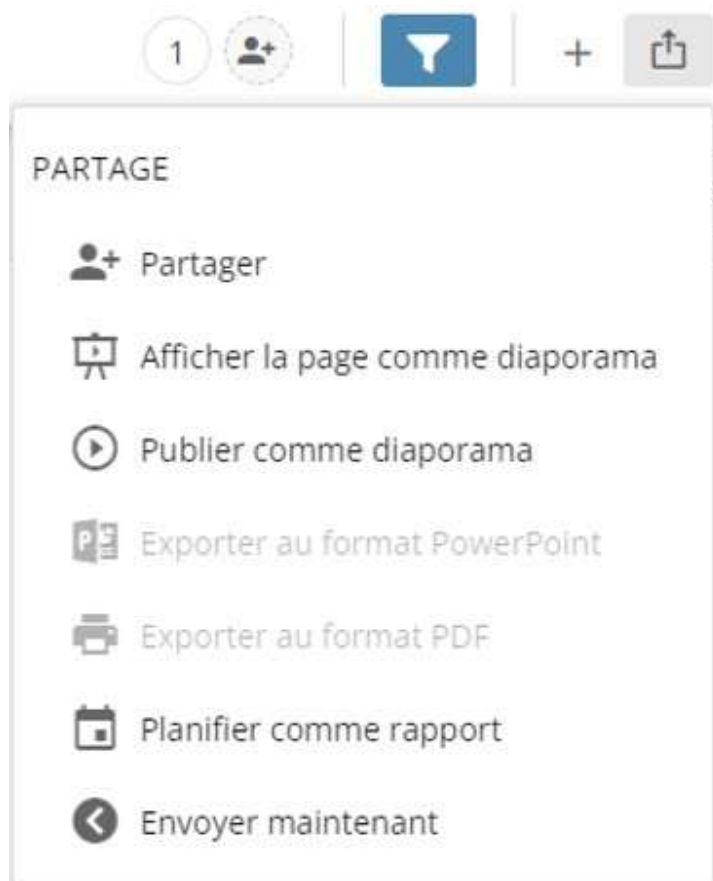 1
PARTAGE
Partager
Afficher la page comme diaporama
Publier comme diaporama
Exporter au format PowerPoint
Exporter au format PDF
Planifier comme rapport
Envoyer maintenant